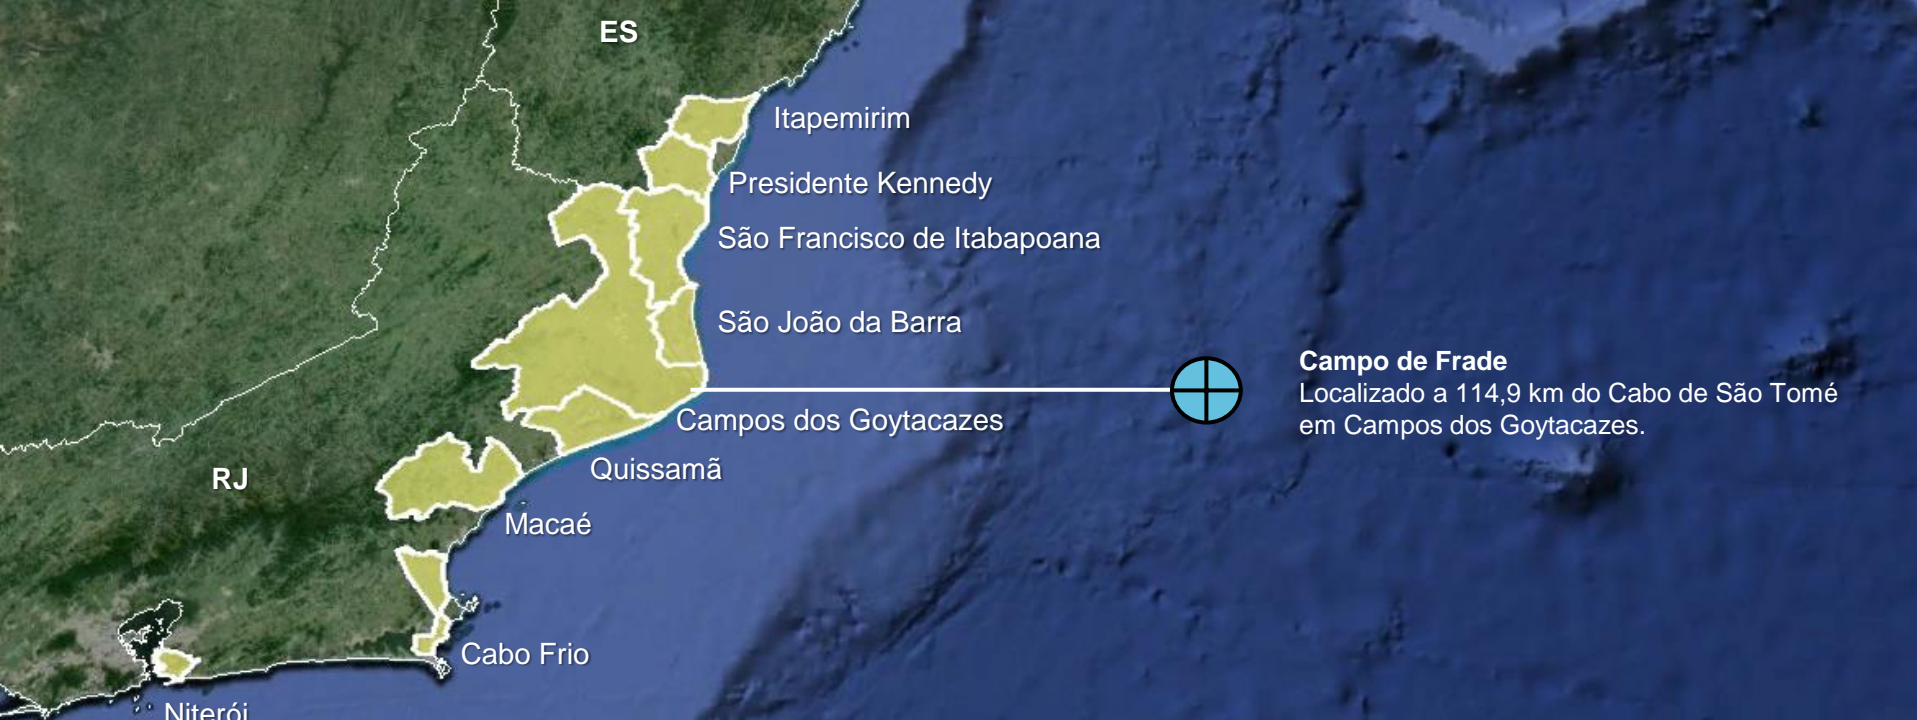 ES
Itapemirim
Presidente Kennedy
São Francisco de Itabapoana
São João da Barra
Campo de Frade
Localizado a 114,9 km do Cabo de São Tomé
em Campos dos Goytacazes.
Campos dos Goytacazes
Quissamã
RJ
Macaé
Cabo Frio
Niterói